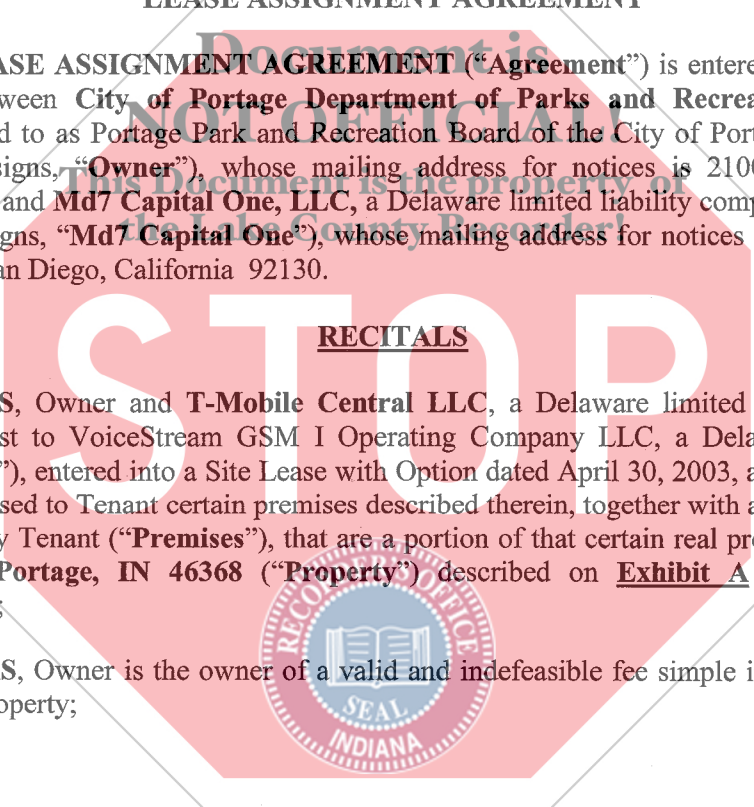 LEASE ASSIGNMENT AGREEMENT
ASE ASSIGNMENT AGREEMENT (“Agreement”) is entere
Document is
ween City of Portage Department of Parks and Recrea
NOT OFFICIAL!
d to as Portage Park and Recreation Board of the City of Port
signs, “Owner”), whose mailing address for notices is 210
This Document is the property of
and Md7 Capital One, LLC, a Delaware limited liability comp
the Lake County Recorder!
gns, “Md7 Capital One”), whose mailing address for notices
an Diego, California 92130.
STOP
RECITALS
S, Owner and T-Mobile Central LLC, a Delaware limited
st to VoiceStream GSM I Operating Company LLC, a Dela
”), entered into a Site Lease with Option dated April 30, 2003, a
sed to Tenant certain premises described therein, together with a
y Tenant (“Premises”), that are a portion of that certain real pr
Portage, IN 46368 (“Property”) described on Exhibit A
;
RECORDER'S OFFICE
SEAL
INDIANA
S, Owner is the owner of a valid and indefeasible fee simple i
operty;